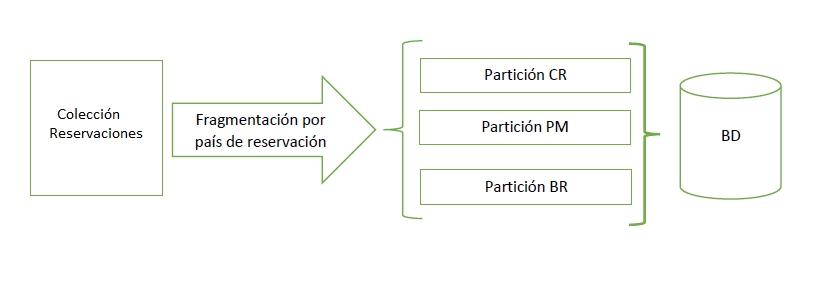 Colección
Reservaciones
Fragmentación por
país de reservación
Partición CR
Partición PM
Partición BR
BD